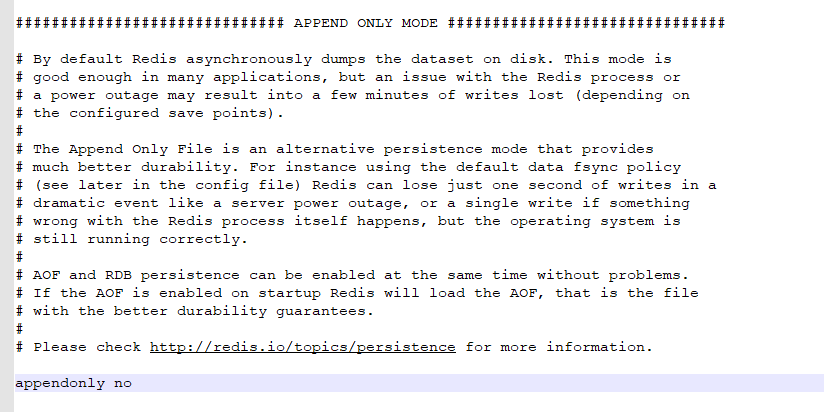 ############################## APPEND ONLY MODE ###############################
# By default Redis asynchronously dumps the dataset on disk. This mode is
# good enough in many applications, but an issue with the Redis process or
# a power outage may result into a few minutes of writes lost (depending on
# the configured save points).
#
# The Append Only File is an alternative persistence mode that provides
# much better durability. For instance using the default data fsync policy
# (see later in the config file) Redis can lose just one second of writes in a
# dramatic event like a server power outage, or a single write if something
# wrong with the Redis process itself happens, but the operating system is
# still running correctly.
#
# AOF and RDB persistence can be enabled at the same time without problems.
# If the AOF is enabled on startup Redis will load the AOF, that is the file
# with the better durability guarantees.
#
# Please check http://redis.io/topics/persistence for more information.
appendonly no